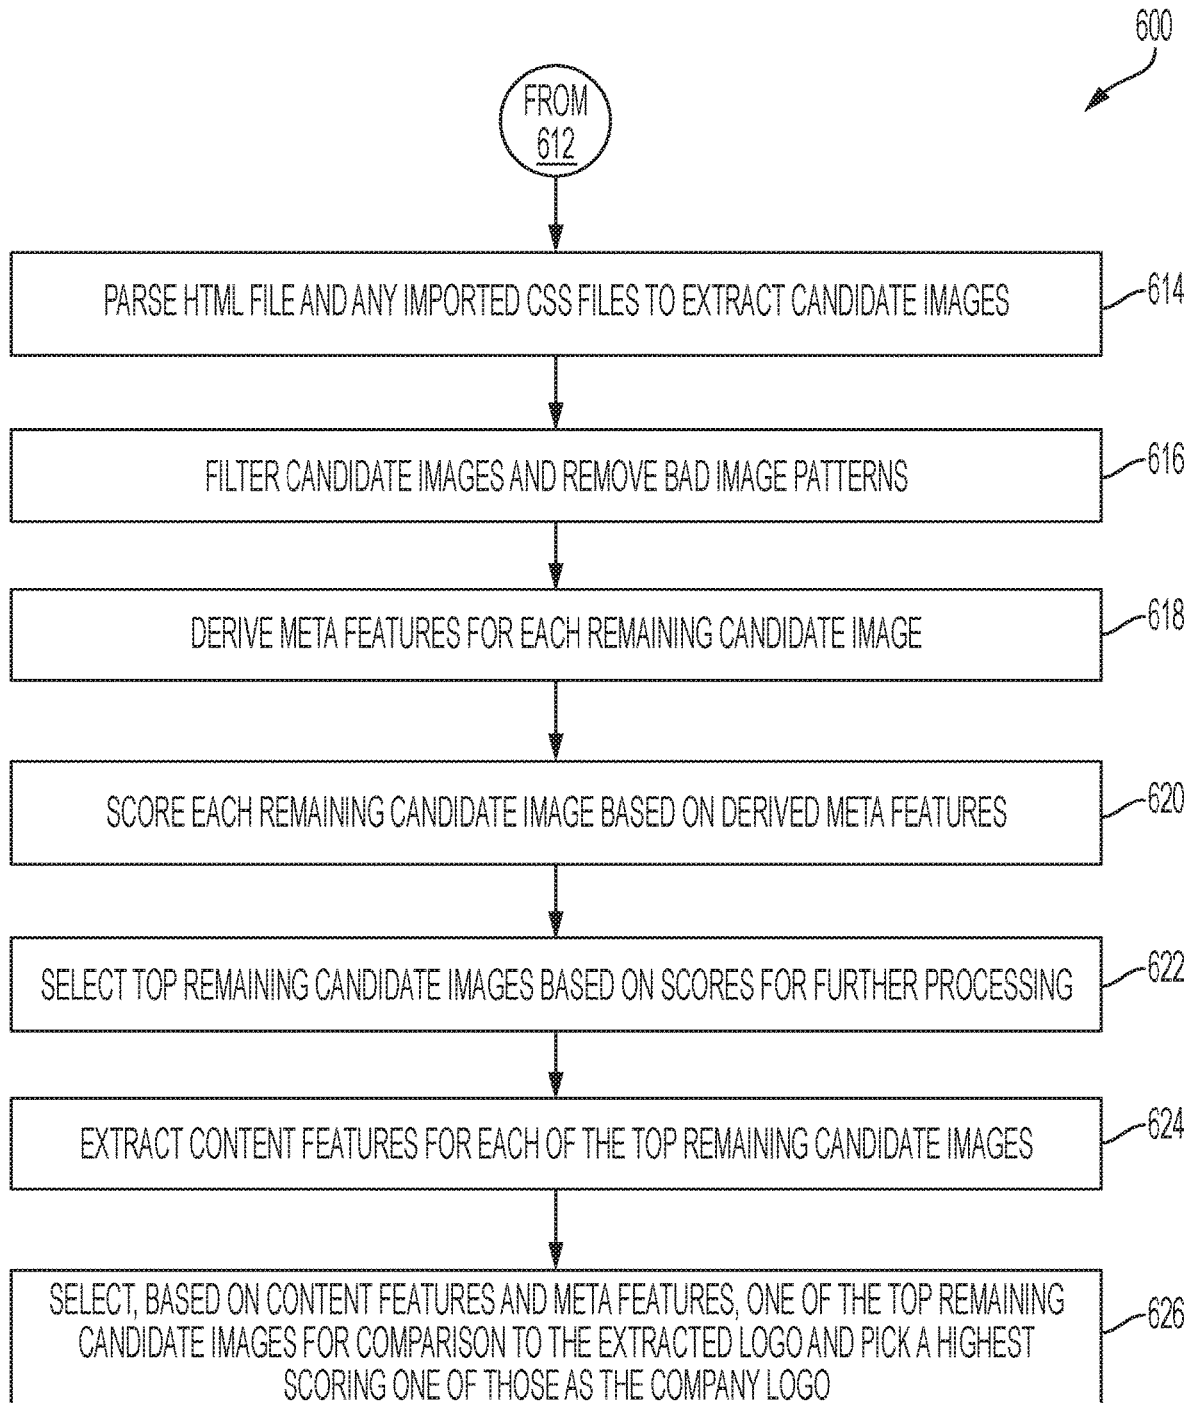 600
FROM
612
PARSE HTML FILE AND ANY IMPORTED CSS FILES TO EXTRACT CANDIDATE IMAGES
614
FILTER CANDIDATE IMAGES AND REMOVE BAD IMAGE PATTERNS
616
DERIVE META FEATURES FOR EACH REMAINING CANDIDATE IMAGE
618
SCORE EACH REMAINING CANDIDATE IMAGE BASED ON DERIVED META FEATURES
620
SELECT TOP REMAINING CANDIDATE IMAGES BASED ON SCORES FOR FURTHER PROCESSING
622
EXTRACT CONTENT FEATURES FOR EACH OF THE TOP REMAINING CANDIDATE IMAGES
624
SELECT, BASED ON CONTENT FEATURES AND META FEATURES, ONE OF THE TOP REMAINING
CANDIDATE IMAGES FOR COMPARISON TO THE EXTRACTED LOGO AND PICK A HIGHEST
SCORING ONE OF THOSE AS THE COMPANY LOGO
626